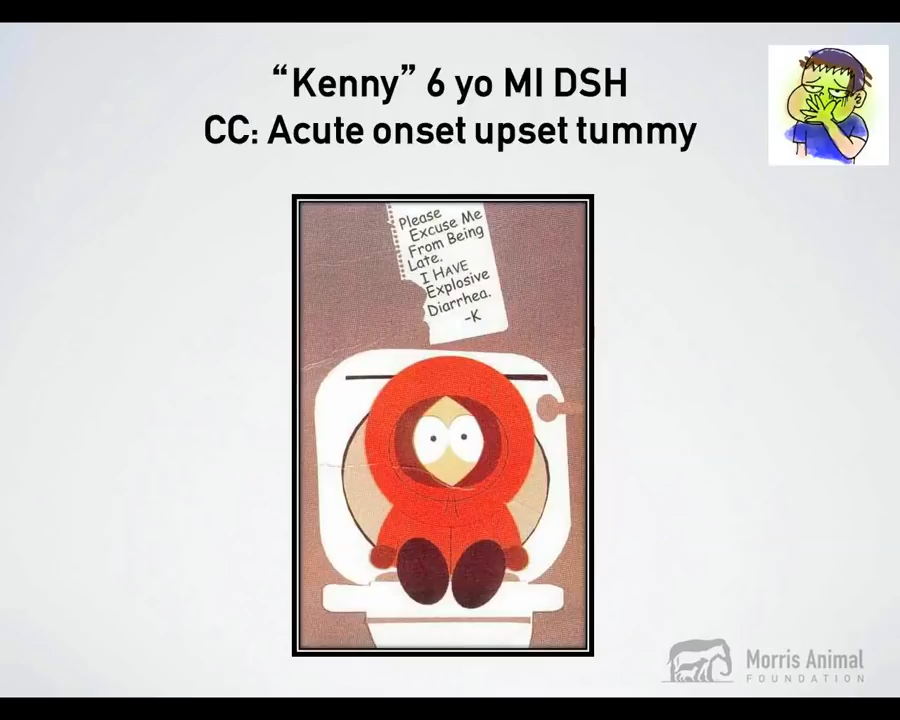 “Kenny” 6 yo MI DSH
CC: Acute onset upset tummy
Please
Excuse Me
From Being
Late.
I HAVE
Explosive
Diarrhea.
-K
Morris Animal
FOUNDATION